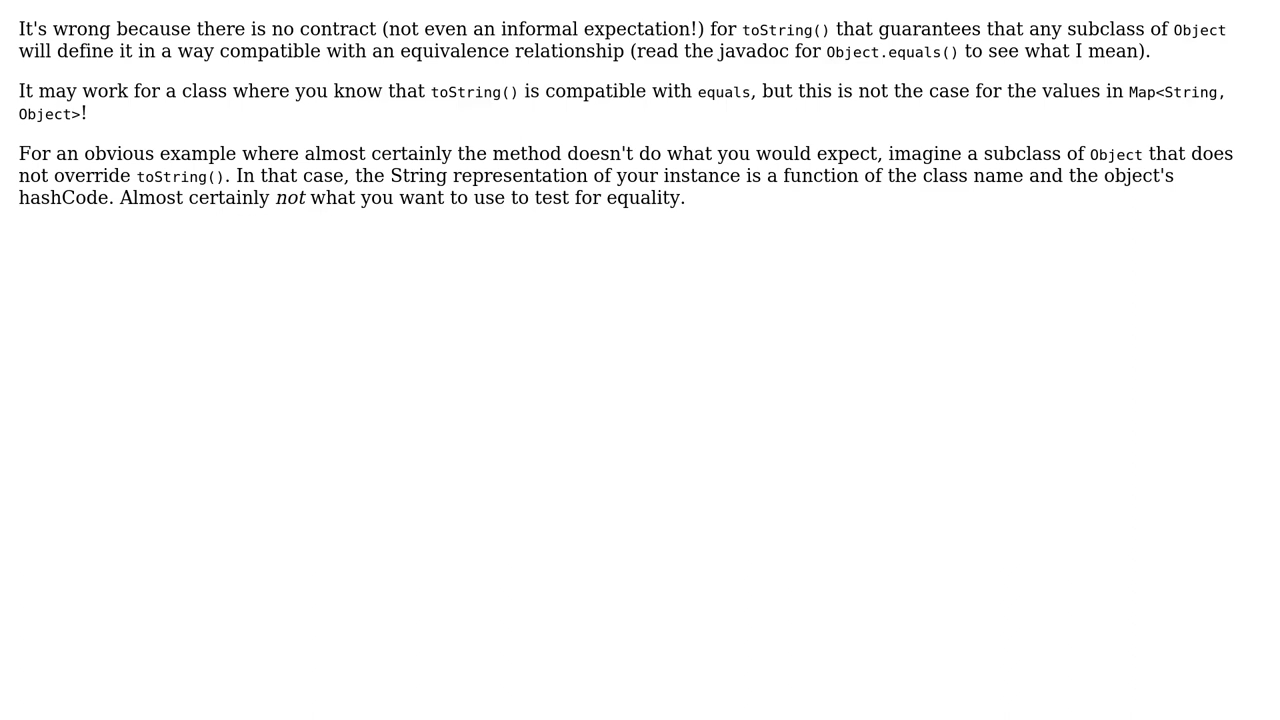 It's wrong because there is no contract (not even an informal expectation!) for toString() that guarantees that any subclass of Object
will define it in a way compatible with an equivalence relationship (read the javadoc for Object.equals() to see what I mean).
It may work for a class where you know that toString() is compatible with equals, but this is not the case for the values in Map<String,
Object>!
For an obvious example where almost certainly the method doesn't do what you would expect, imagine a subclass of Object that does
not override toString(). In that case, the String representation of your instance is a function of the class name and the object's
hashCode. Almost certainly not what you want to use to test for equality.